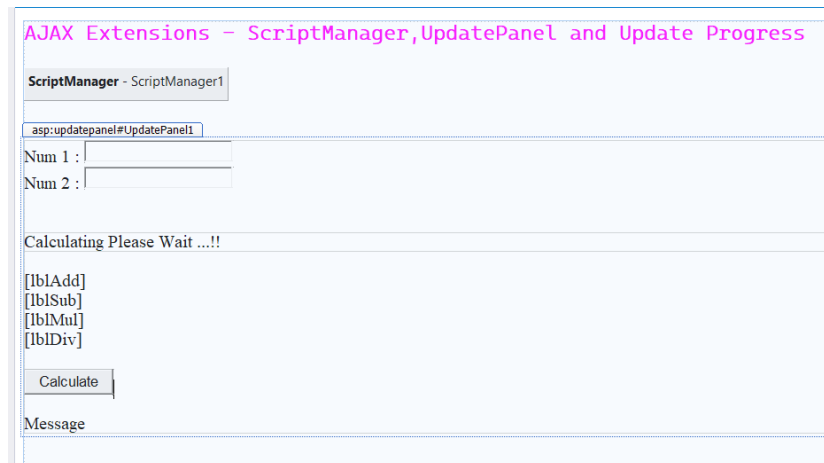 AJAX Extensions – ScriptManager,UpdatePanel and Update Progress
ScriptManager - ScriptManager1
asp:updatepanel#UpdatePanel1
Num 1 :
Num 2 :
Calculating Please Wait ...!!
[lblAdd]
[lblSub]
[lblMul]
[lblDiv]
Calculate
Message